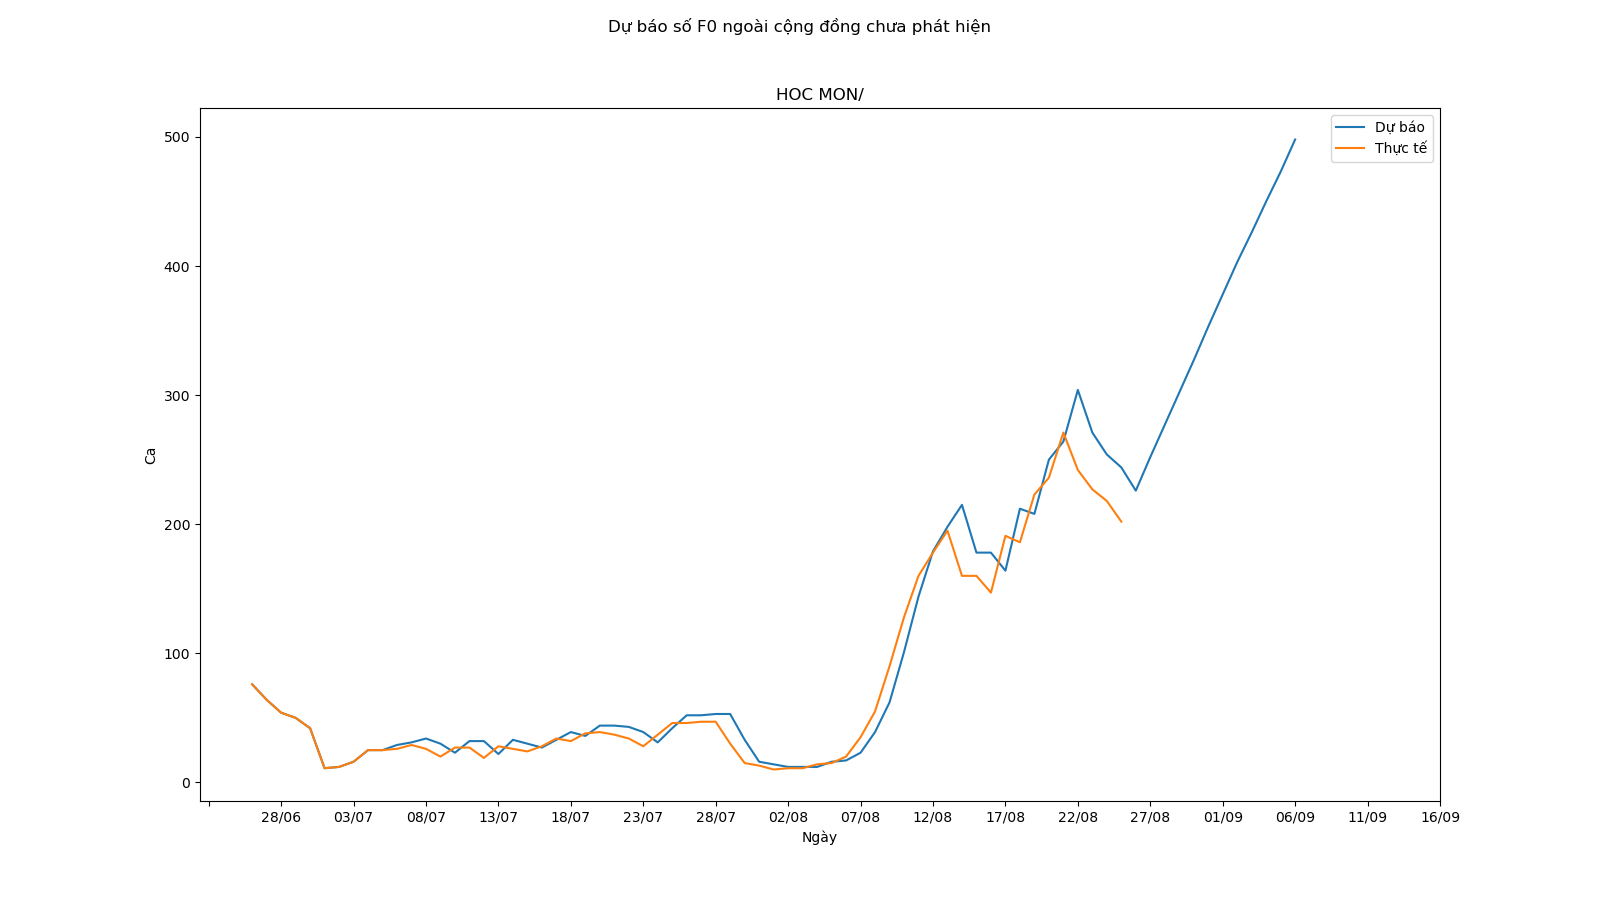 Dự báo số F0 ngoài cộng đồng chưa phát hiện
HOC MON/
Dự báo
Thực tế
500
400
300
200
100
0
Ca
28/06 03/07 08/07 13/07 18/07 23/07 28/07 02/08 07/08 12/08 17/08 22/08 27/08 01/09 06/09 11/09 16/09
Ngày